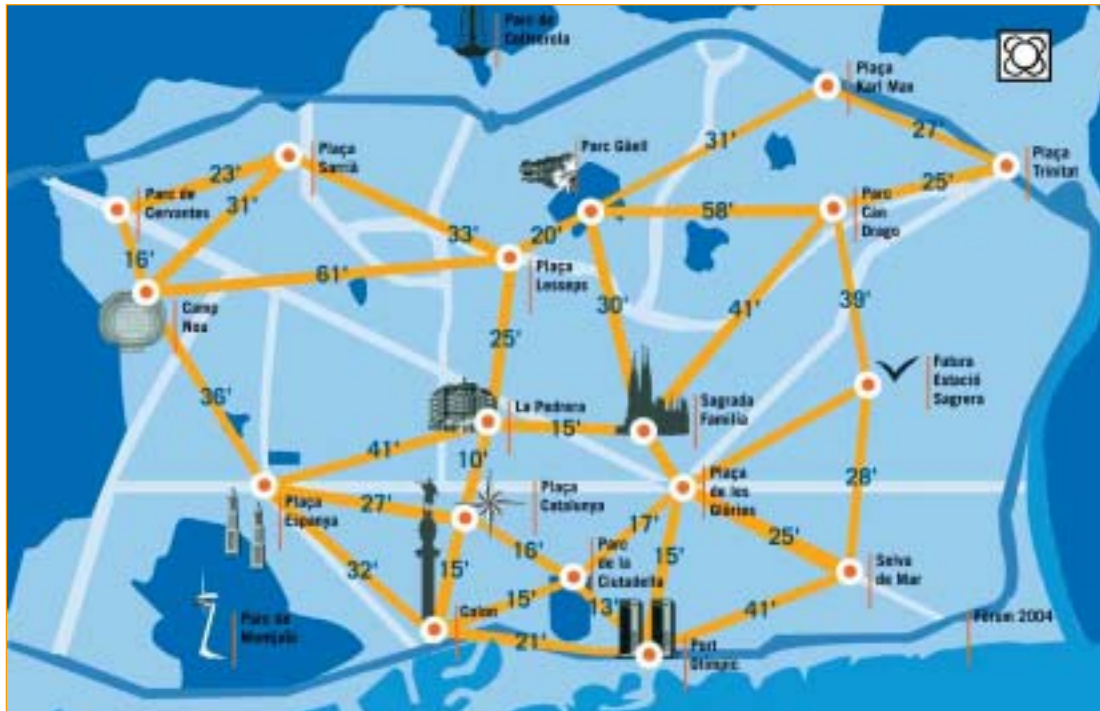 Parc de
Collserola
Plaça
Karl Max
27'
31'
Plaça
Sarrià
Parc Güell
Plaça
Trinitat
23'
25'
Parc de
Cervantes
31'
58'
Parc
Can
Drago
33'
20'
16'
61'
Plaça
Lesseps
30'
41'
39'
Camp
Nou
25'
Futura
Estació
Sagrera
36'
La Pedrera
Sagrada
Família
15'
41'
10'
28'
Plaça
Catalunya
Plaça
de les
Glòries
27'
Plaça
Espanya
17'
25'
16'
Parc
de la
Ciutadella
15'
32'
15'
Selva
de Mar
15'
13'
41'
Colon
Parc de
Montjuïc
21'
Port
Olímpic
Fòrum 2004